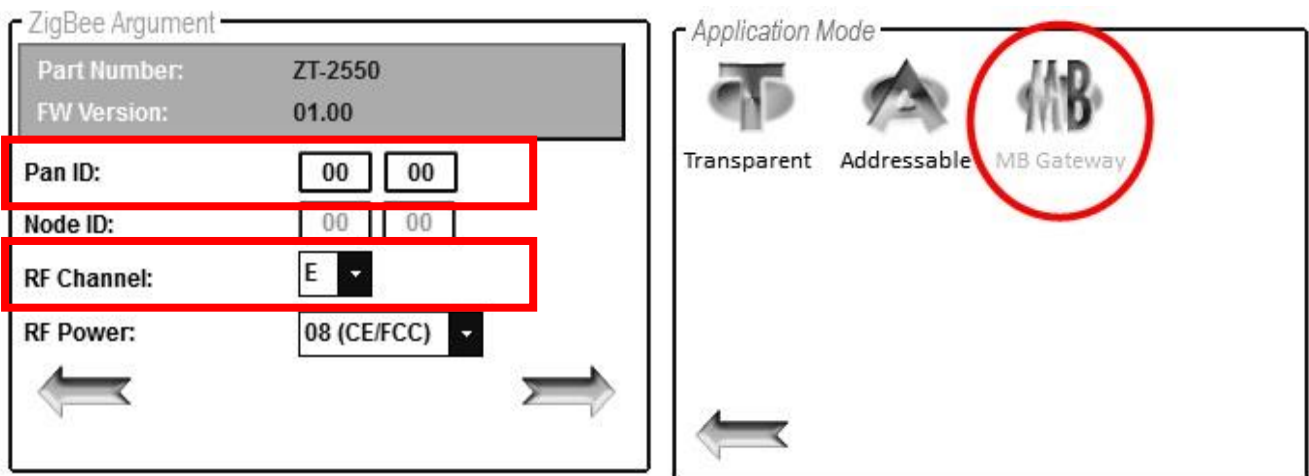 ZigBee Argument
Part Number: ZT-2550
FW Version: 01.00
Pan ID: 00 00
Node ID: 00 00
RF Channel: E
RF Power: 08 (CE/FCC)
Application Mode
T A MB
Transparent Addressable MB Gateway